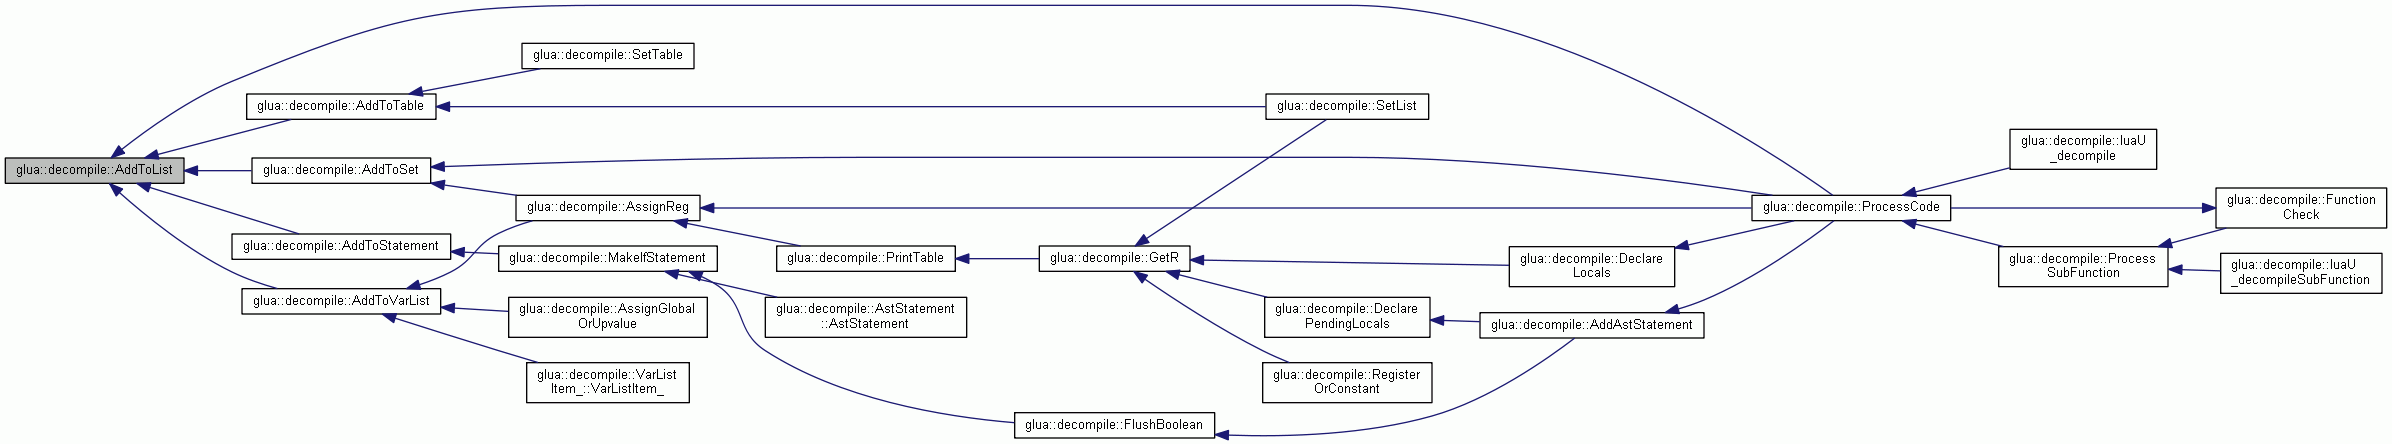 glua::decompile::SetTable
glua::decompile::AddToTable
glua::decompile::SetList
glua::decompile::luaU
_decompile
glua::decompile::AddToList
glua::decompile::AddToSet
glua::decompile::AssignReg
glua::decompile::ProcessCode
glua::decompile::Function
Check
glua::decompile::AddToStatement
glua::decompile::MakeIfStatement
glua::decompile::PrintTable
glua::decompile::GetR
glua::decompile::Declare
Locals
glua::decompile::Process
SubFunction
glua::decompile::luaU
_decompileSubFunction
glua::decompile::AddToVarList
glua::decompile::AssignGlobal
OrUpvalue
glua::decompile::AstStatement
::AstStatement
glua::decompile::Declare
PendingLocals
glua::decompile::AddAstStatement
glua::decompile::VarList
Item_::VarListItem_
glua::decompile::Register
OrConstant
glua::decompile::FlushBoolean